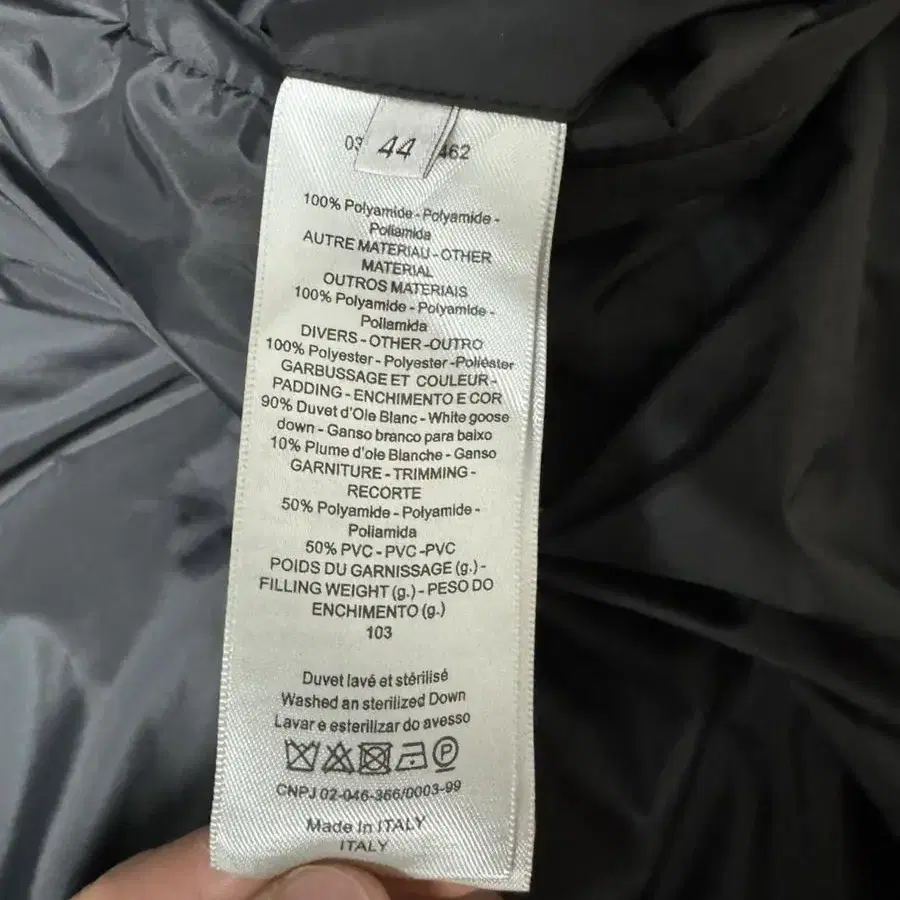 03 44 462
100% Polyamide - Polyamide -
Poliamida
AUTRE MATERIAU - OTHER
MATERIAL
OUTROS MATERIAIS
100% Polyamide - Polyamide -
Poliamida
DIVERS - OTHER -OUTRO
100% Polyester - Polyester -Poliéster
GARBUSSAGE ET COULEUR -
PADDING - ENCHIMENTO E COR
90% Duvet d'Ole Blanc - White goose
down - Ganso branco para baixo
10% Plume d'ole Blanche - Ganso
GARNITURE - TRIMMING -
RECORTE
50% Polyamide - Polyamide -
Poliamida
50% PVC - PVC -PVC
POIDS DU GARNISSAGE (g.) -
FILLING WEIGHT (g.) - PESO DO
ENCHIMENTO (g.)
103
Duvet lavé et stérilisé
Washed an sterilized Down
Lavar e esterilizar do avesso
P
CNPJ 02-046-366/0003-99
Made in ITALY
ITALY